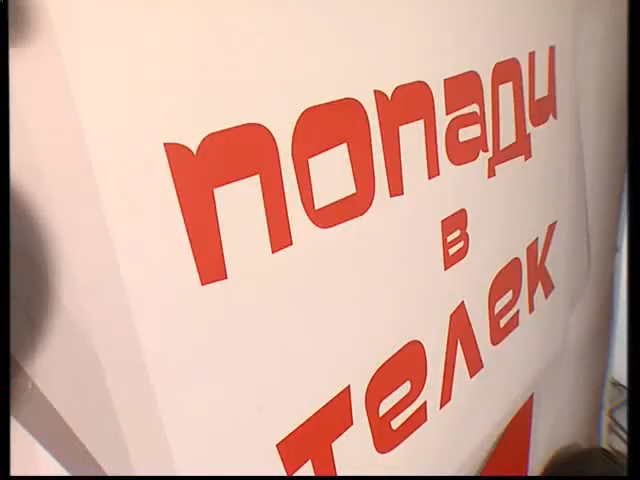 попади
в
телек